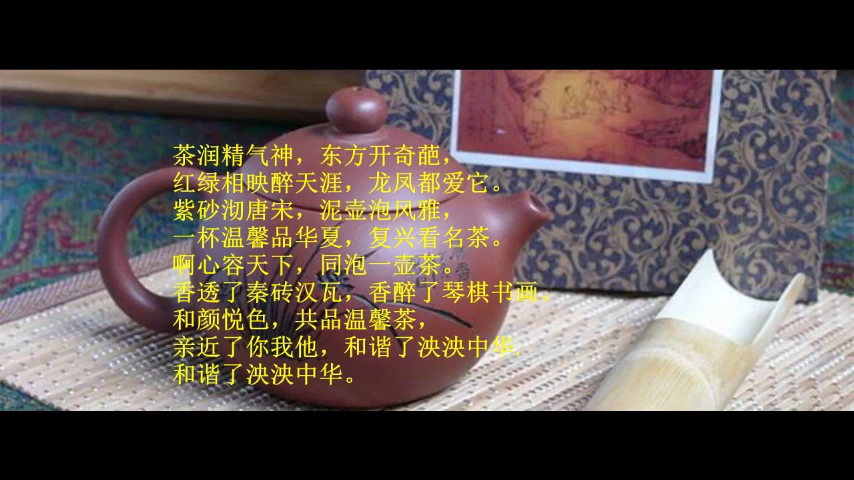 茶润精气神，东方开奇葩，
红绿相映醉天涯，龙凤都爱它。
紫砂沏唐宋，泥壶泡风雅，
一杯温馨品华夏，复兴看名茶。
啊心容天下，同泡一壶茶。
香透了秦砖汉瓦，香醉了琴棋书画。
和颜悦色，共品温馨茶，
亲近了你我他，和谐了泱泱中华.
和谐了泱泱中华。